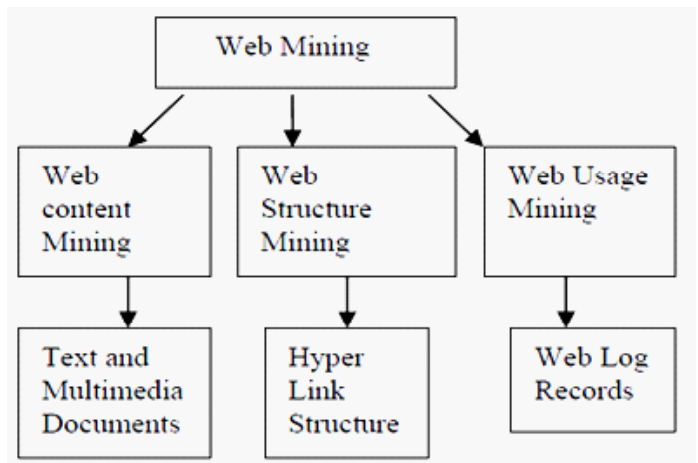 Web Mining
Web
content
Mining
Web
Structure
Mining
Web Usage
Mining
Text and
Multimedia
Documents
Hyper
Link
Structure
Web Log
Records